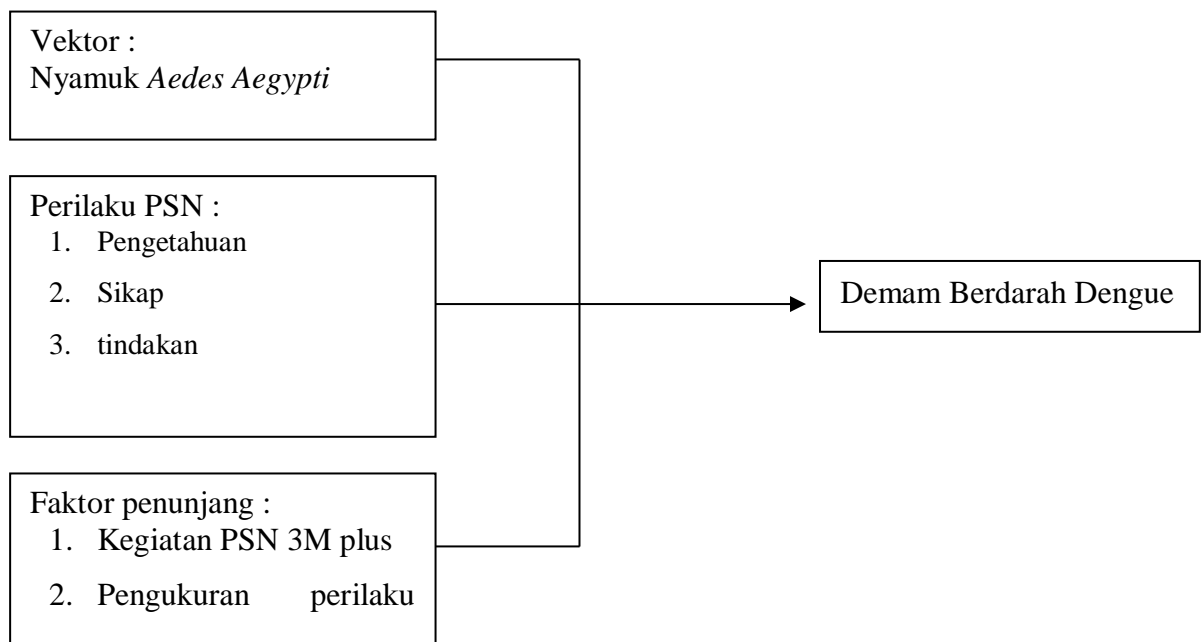 Vektor :
Nyamuk Aedes Aegypti
Perilaku PSN :
1. Pengetahuan
2. Sikap
3. tindakan
Demam Berdarah Dengue
Faktor penunjang :
1. Kegiatan PSN 3M plus
2. Pengukuran perilaku